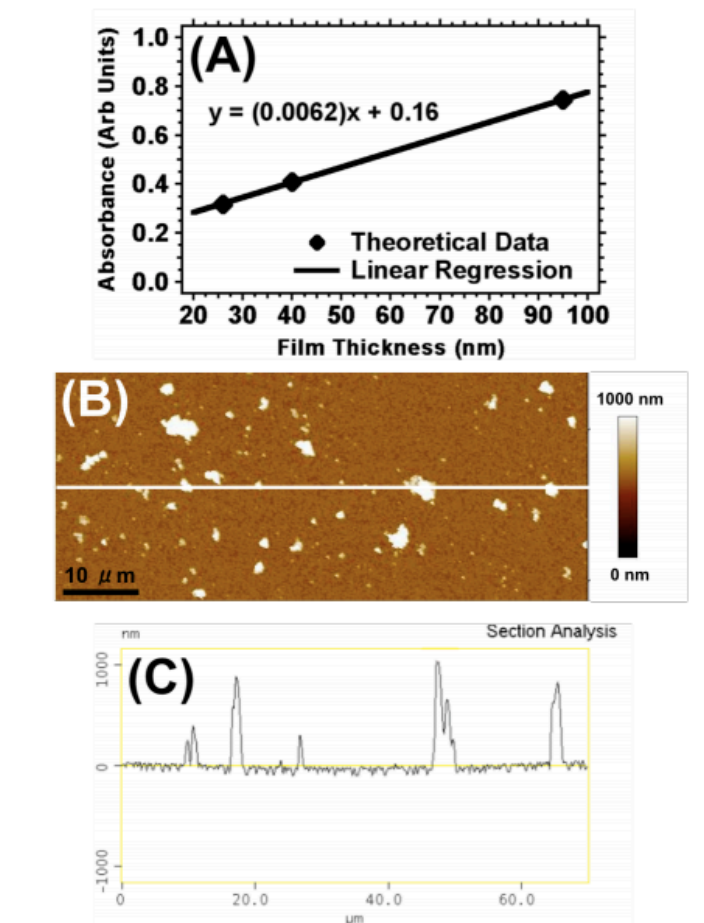 (A)
y = (0.0062)x + 0.16
Absorbance (Arb Units)
1.0
0.8
0.6
0.4
0.2
0.0
Theoretical Data
Linear Regression
20 30 40 50 60 70 80 90 100
Film Thickness (nm)
(B)
1000 nm
0 nm
10 μm
nm
Section Analysis
(C)
1000
0
-1000
0 20.0 40.0 60.0
μm